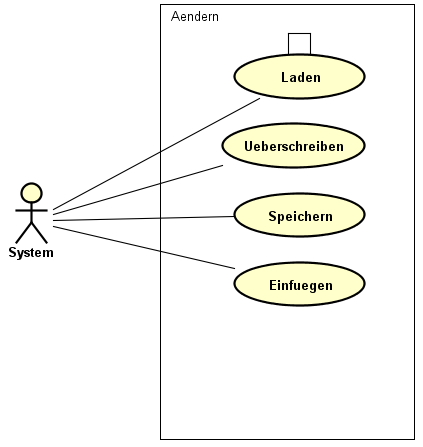 Aendern
Laden
Ueberschreiben
Speichern
System
Einfuegen